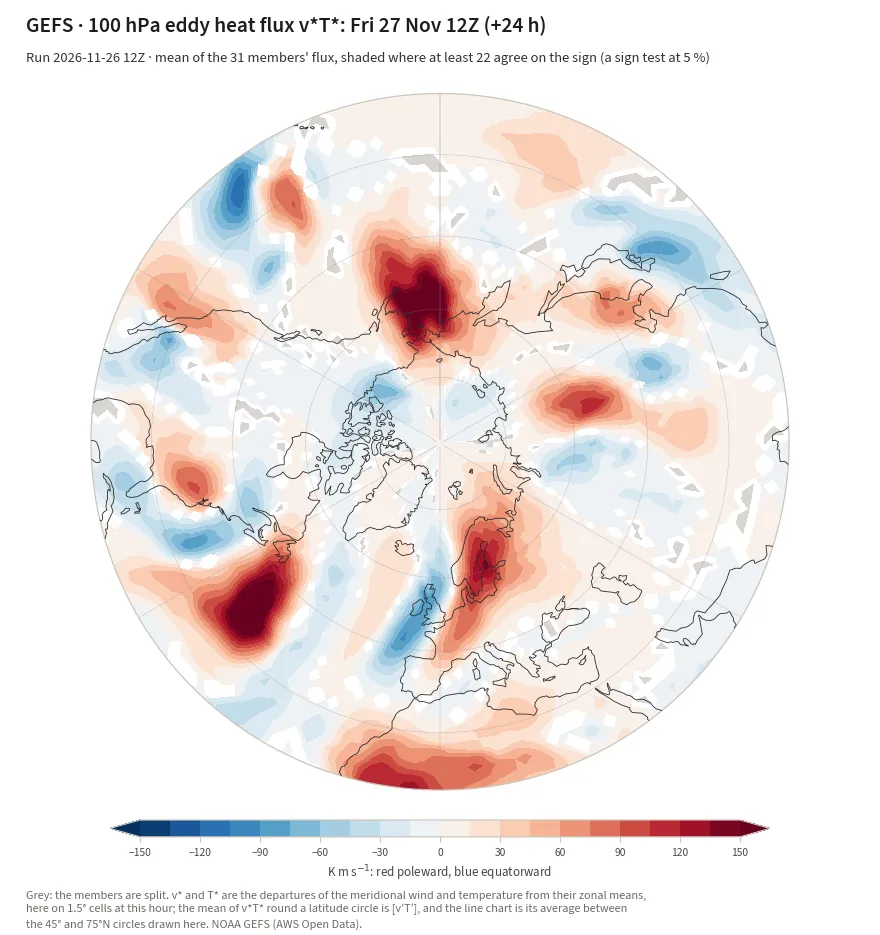 GEFS · 100 hPa eddy heat flux v*T*: Fri 27 Nov 12Z (+24 h)
Run 2026-11-26 12Z · mean of the 31 members' flux, shaded where at least 22 agree on the sign (a sign test at 5 %)
−150 −120 −90 −60 −30 0 30 60 90 120 150
K m s⁻¹: red poleward, blue equatorward
Grey: the members are split. v* and T* are the departures of the meridional wind and temperature from their zonal means,
here on 1.5° cells at this hour; the mean of v*T* round a latitude circle is [v'T'], and the line chart is its average between
the 45° and 75°N circles drawn here. NOAA GEFS (AWS Open Data).